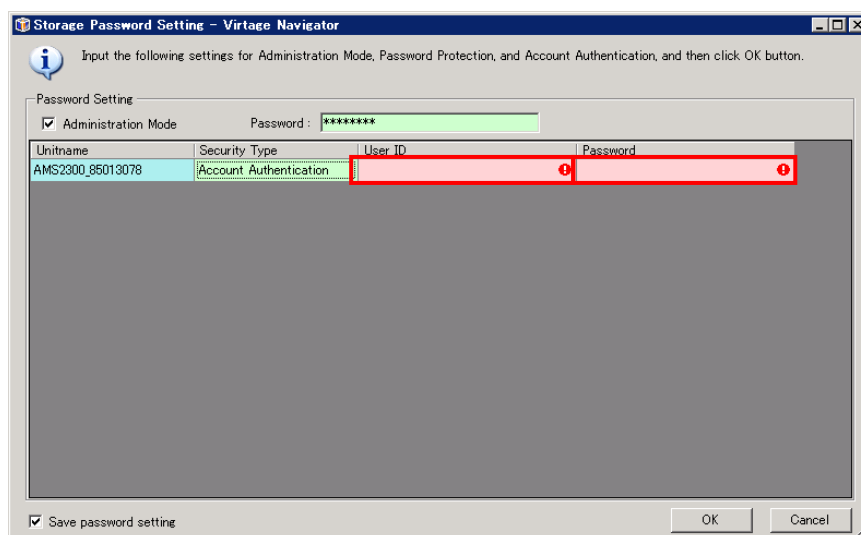 Storage Password Setting - Virtage Navigator
Input the following settings for Administration Mode, Password Protection, and Account Authentication, and then click OK button.
Password Setting
Administration Mode Password : ********
Unitname Security Type User ID Password
AMS2300_85013078 Account Authentication
Save password setting OK Cancel